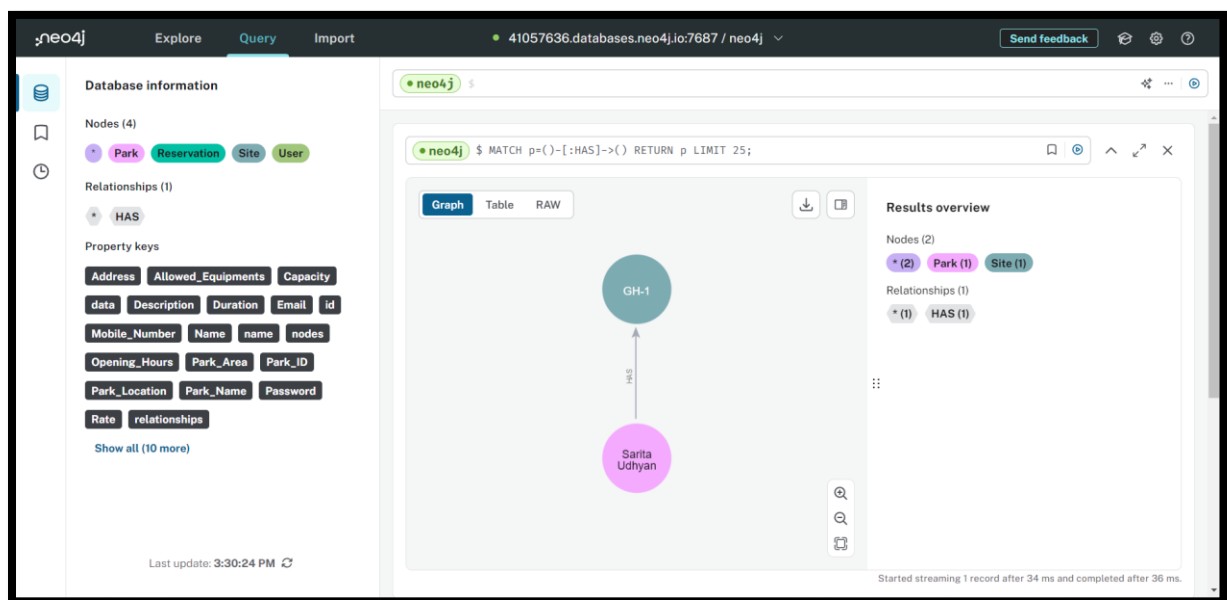 :neo4j Explore Query Import 41057636.databases.neo4j.io:7687 / neo4j Send feedback
Database information
Nodes (4)
* Park Reservation Site User
Relationships (1)
* HAS
Property keys
Address Allowed_Equipments Capacity
data Description Duration Email id
Mobile_Number Name name nodes
Opening_Hours Park_Area Park_ID
Park_Location Park_Name Password
Rate relationships
Show all (10 more)
Last update: 3:30:24 PM
neo4j $
neo4j $ MATCH p=()-[:HAS]->() RETURN p LIMIT 25;
Graph Table RAW
GH-1
HAS
Sarita
Udhyan
Results overview
Nodes (2)
* (2) Park (1) Site (1)
Relationships (1)
* (1) HAS (1)
Started streaming 1 record after 34 ms and completed after 36 ms.